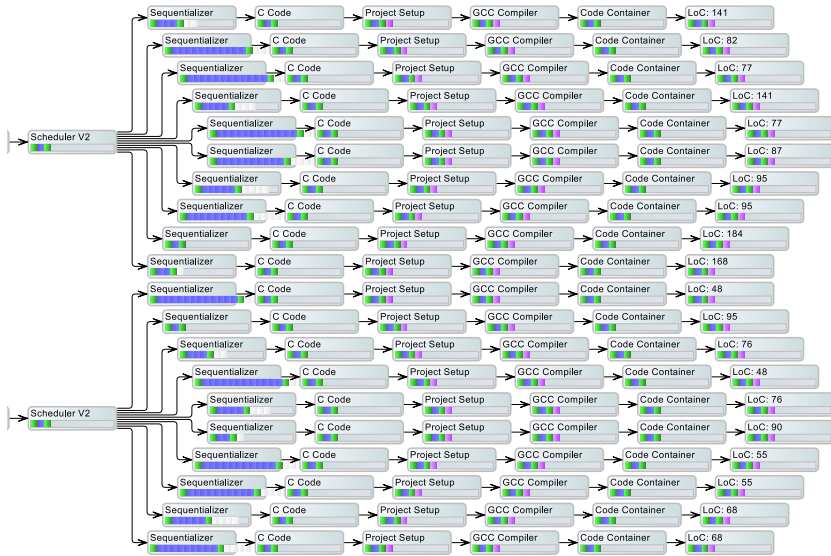 Sequentializer C Code Project Setup GCC Compiler Code Container LoC: 141
Sequentializer C Code Project Setup GCC Compiler Code Container LoC: 82
Sequentializer C Code Project Setup GCC Compiler Code Container LoC: 77
Sequentializer C Code Project Setup GCC Compiler Code Container LoC: 141
Sequentializer C Code Project Setup GCC Compiler Code Container LoC: 77
Scheduler V2
Sequentializer C Code Project Setup GCC Compiler Code Container LoC: 87
Sequentializer C Code Project Setup GCC Compiler Code Container LoC: 95
Sequentializer C Code Project Setup GCC Compiler Code Container LoC: 95
Sequentializer C Code Project Setup GCC Compiler Code Container LoC: 184
Sequentializer C Code Project Setup GCC Compiler Code Container LoC: 168
Sequentializer C Code Project Setup GCC Compiler Code Container LoC: 48
Sequentializer C Code Project Setup GCC Compiler Code Container LoC: 95
Sequentializer C Code Project Setup GCC Compiler Code Container LoC: 76
Sequentializer C Code Project Setup GCC Compiler Code Container LoC: 48
Sequentializer C Code Project Setup GCC Compiler Code Container LoC: 76
Scheduler V2
Sequentializer C Code Project Setup GCC Compiler Code Container LoC: 90
Sequentializer C Code Project Setup GCC Compiler Code Container LoC: 55
Sequentializer C Code Project Setup GCC Compiler Code Container LoC: 55
Sequentializer C Code Project Setup GCC Compiler Code Container LoC: 68
Sequentializer C Code Project Setup GCC Compiler Code Container LoC: 68